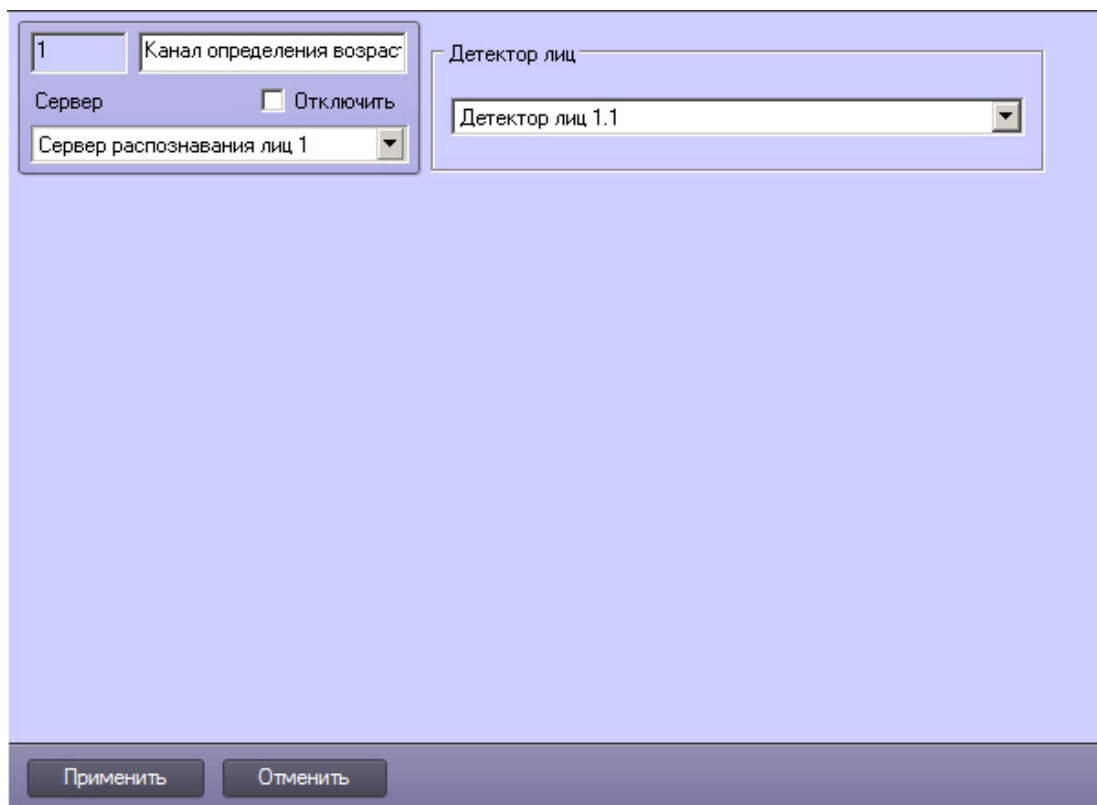 1
Канал определения возраст
Сервер
Отключить
Сервер распознавания лиц 1
Детектор лиц
Детектор лиц 1.1
Применить
Отменить